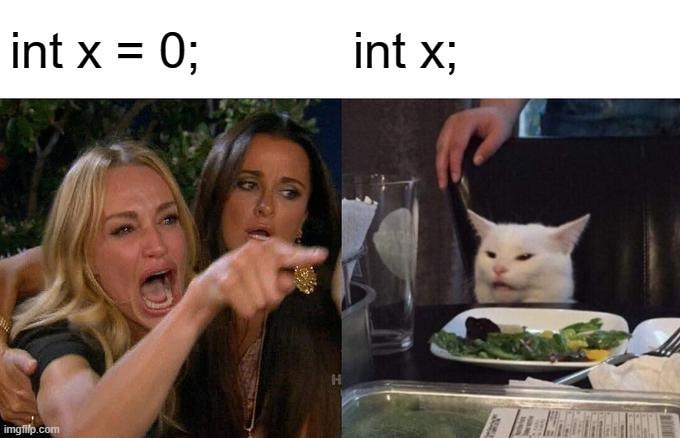 int x = 0;
int x;
H
imgflip.com